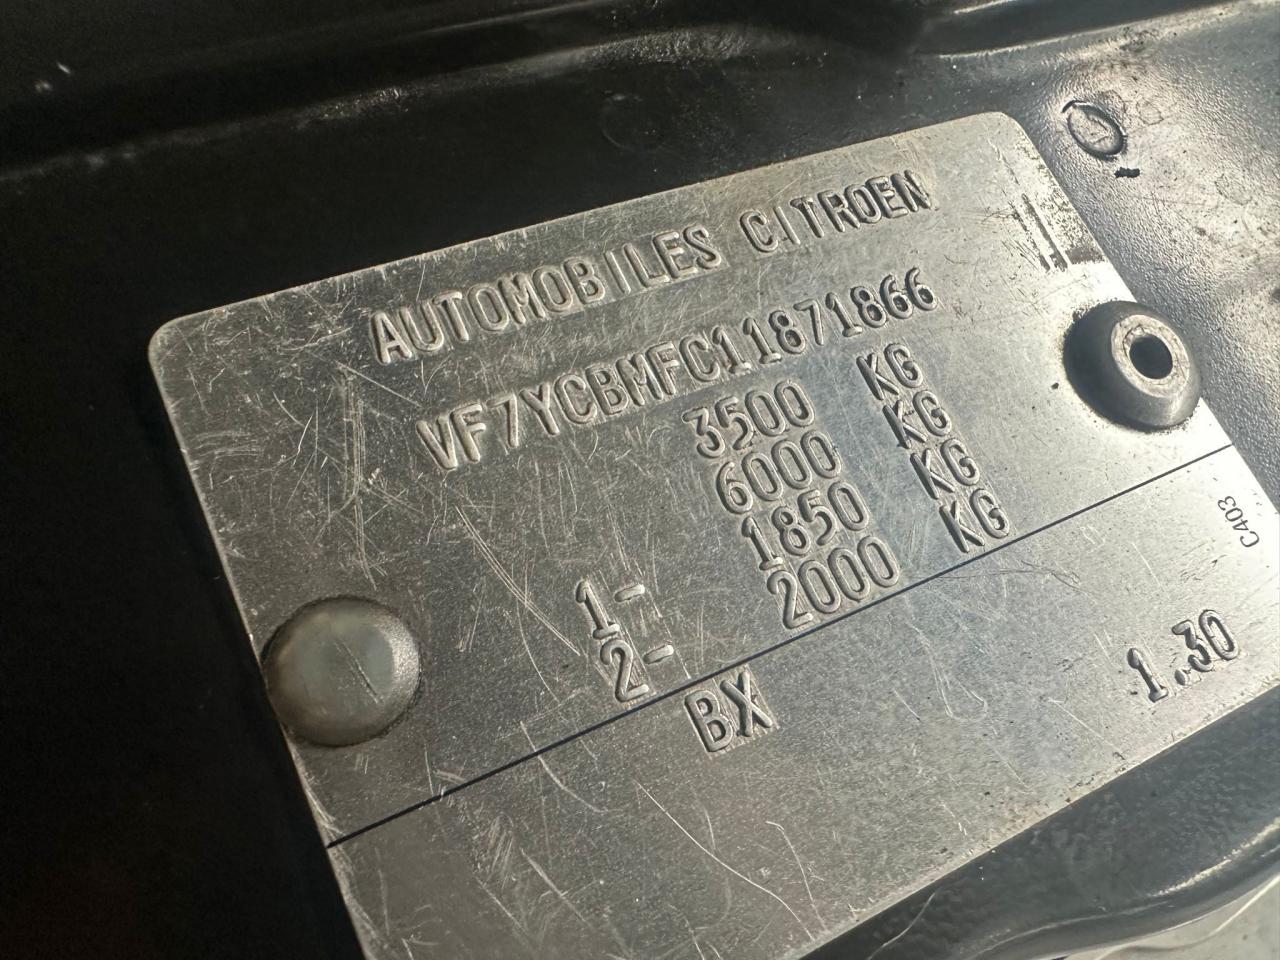 AUTOMOBILES CITROEN
VF7YCBMFC11871866
3500 KG
6000 KG
1- 1850 KG
2- 2000 KG
BX 1.30
C403